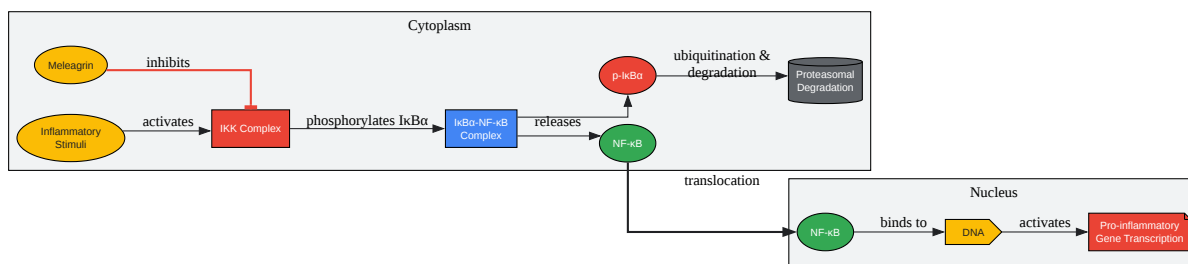 Cytoplasm
Meleagrin
inhibits
Inflammatory
Stimuli
activates
IKK Complex
phosphorylates IκBα
IκBα-NF-κB
Complex
releases
p-IκBα
NF-κB
ubiquitination &
degradation
Proteasomal
Degradation
translocation
Nucleus
NF-κB
binds to
DNA
activates
Pro-inflammatory
Gene Transcription